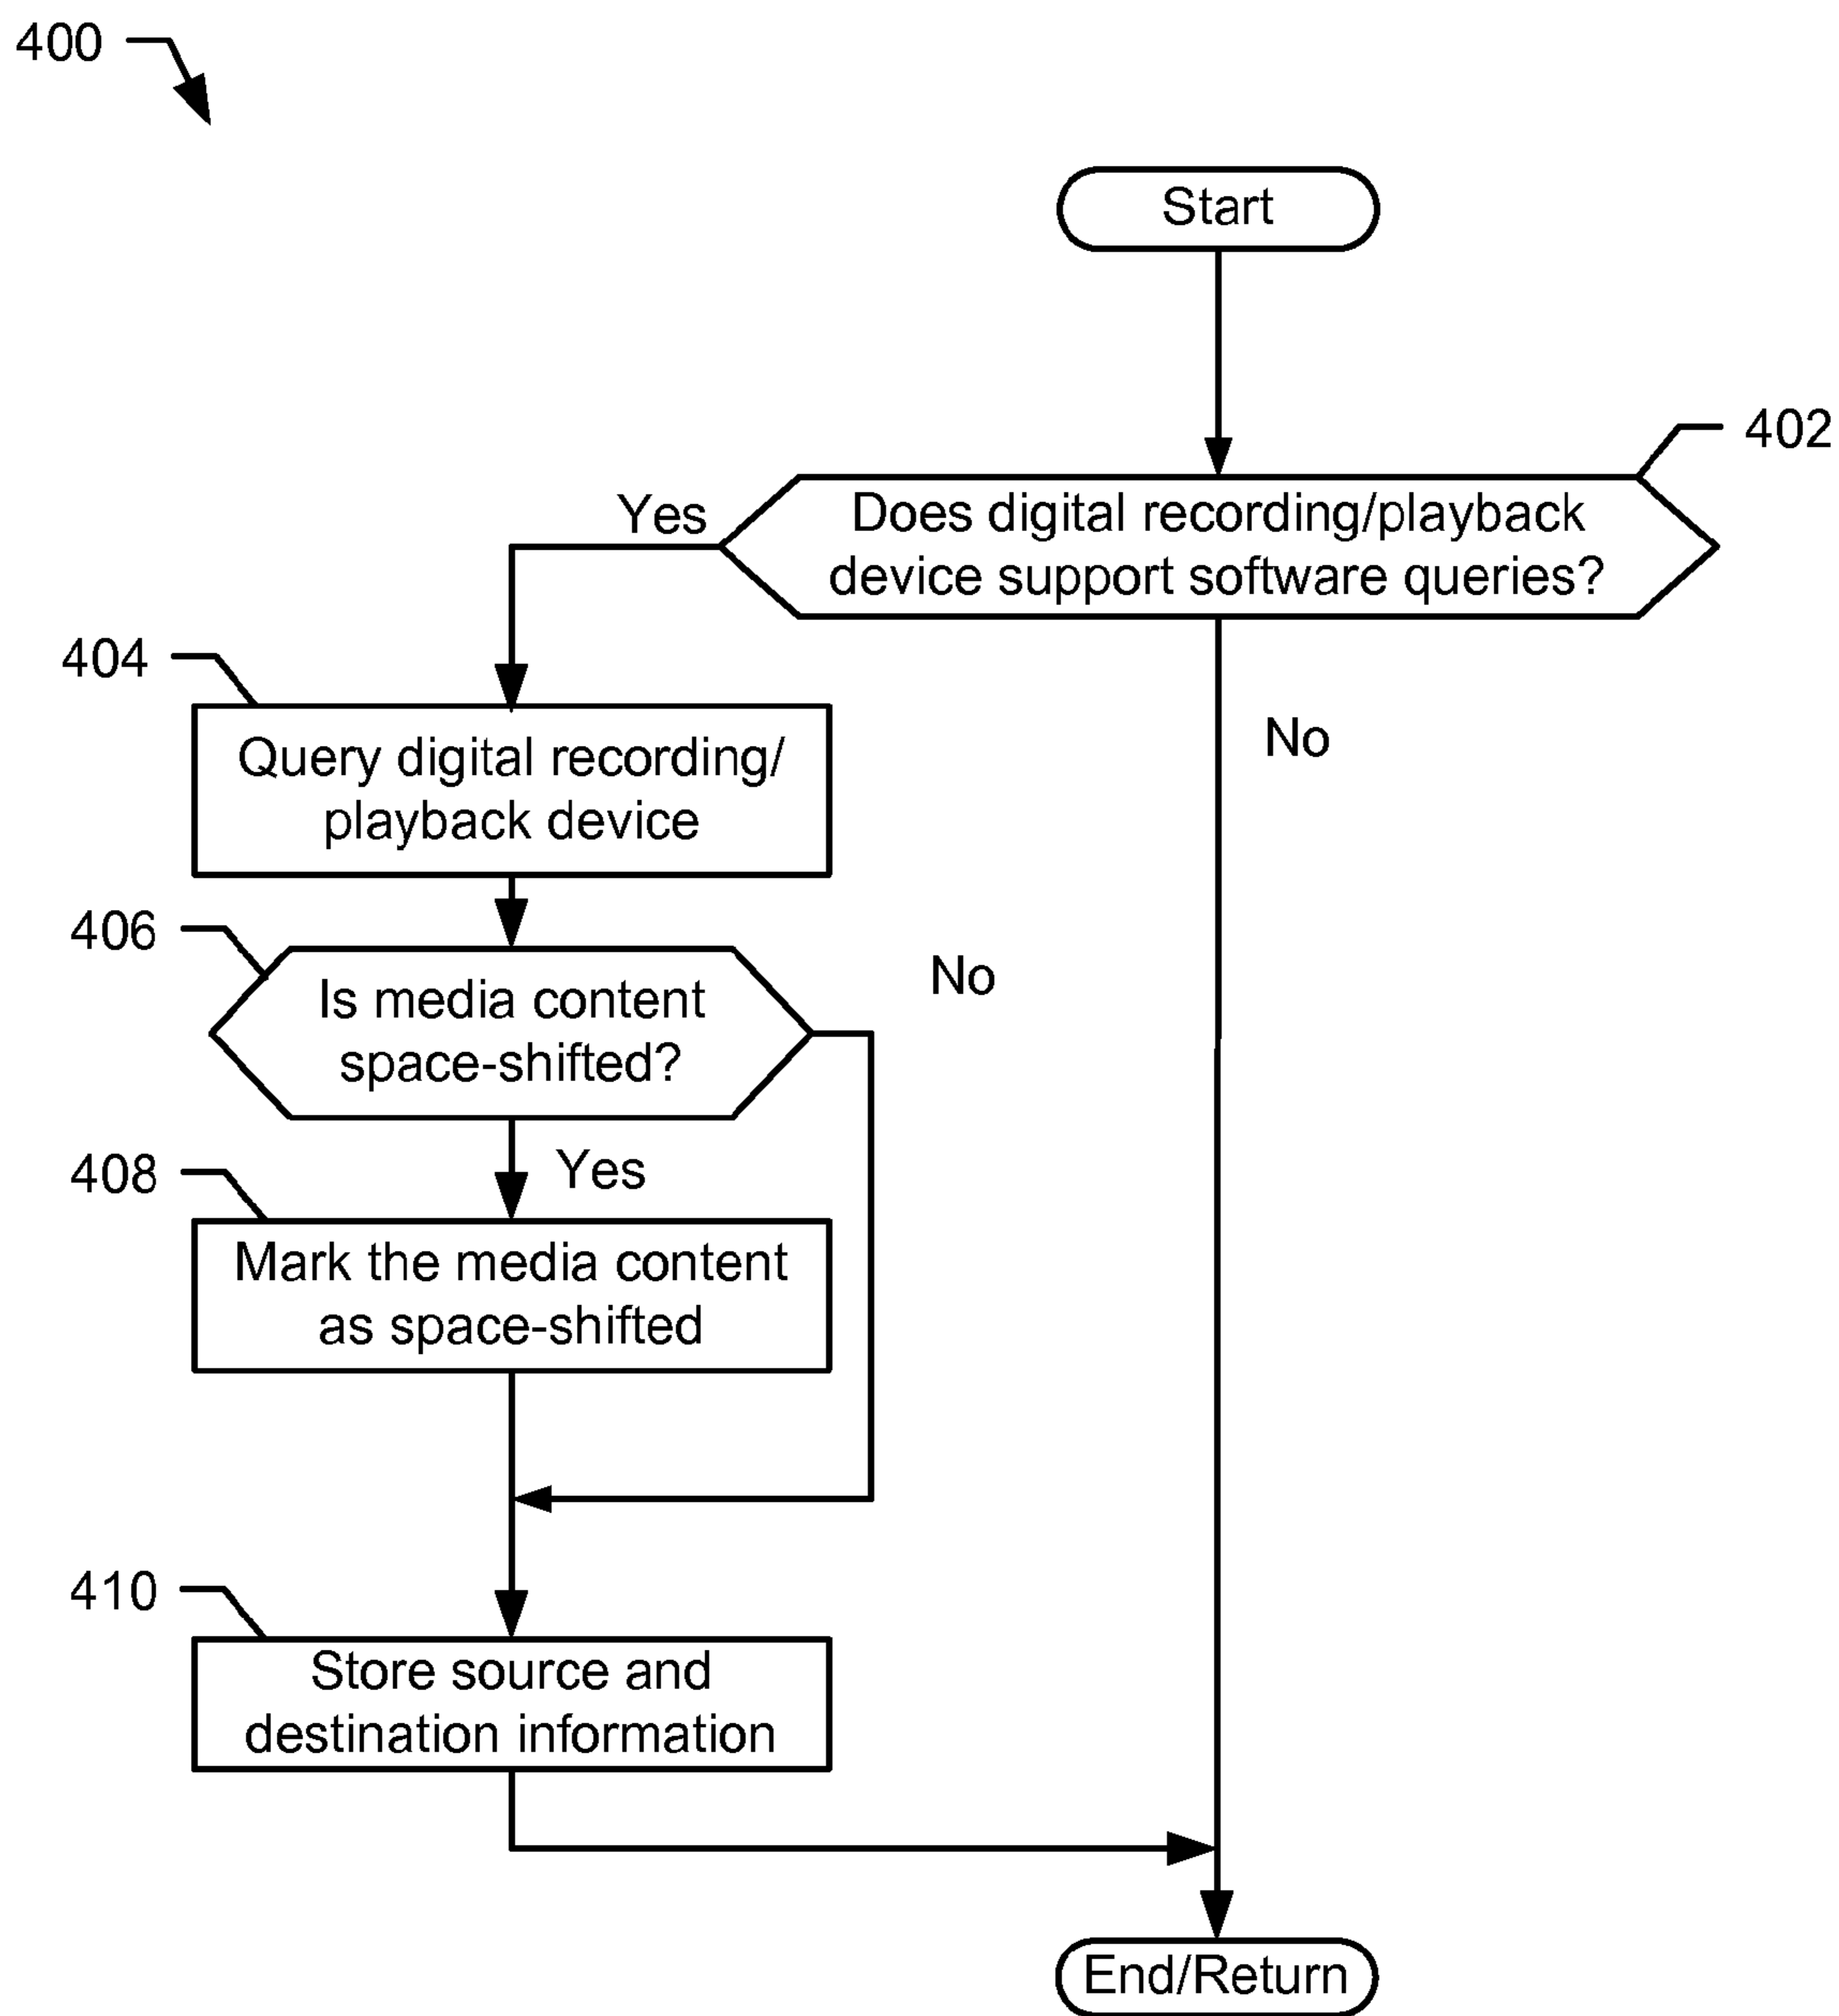 400
Start
402
Yes
Does digital recording/playback
device support software queries?
404
No
Query digital recording/
playback device
406
No
Is media content
space-shifted?
408
Yes
Mark the media content
as space-shifted
410
Store source and
destination information
End/Return